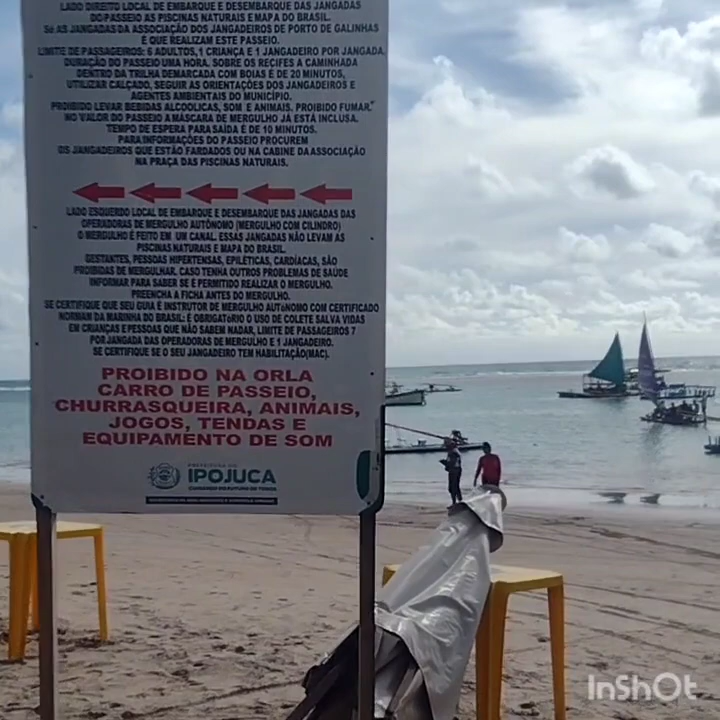 LADO DIREITO LOCAL DE EMBARQUE E DESEMBARQUE DAS JANGADAS
DO PASSEIO AS PISCINAS NATURAIS E MAPA DO BRASIL.
Só AS JANGADAS DA ASSOCIAÇÃO DOS JANGADEIROS DE PORTO DE GALINHAS
É QUE REALIZAM ESTE PASSEIO.
LIMITE DE PASSAGEIROS: 6 ADULTOS, 1 CRIANÇA E 1 JANGADEIRO POR JANGADA.
DURAÇÃO DO PASSEIO UMA HORA. SOBRE OS RECIFES A CAMINHADA
DENTRO DA TRILHA DEMARCADA COM BOIAS É DE 20 MINUTOS,
UTILIZAR CALÇADO, SEGUIR AS ORIENTAÇÕES DOS JANGADEIROS E
AGENTES AMBIENTAIS DO MUNICÍPIO.
PROIBIDO LEVAR BEBIDAS ALCOÓLICAS, SOM E ANIMAIS. PROIBIDO FUMAR.
NO VALOR DO PASSEIO A MÁSCARA DE MERGULHO JÁ ESTÁ INCLUSA.
TEMPO DE ESPERA PARA SAÍDA É DE 10 MINUTOS.
PARA INFORMAÇÕES DO PASSEIO PROCUREM
OS JANGADEIROS QUE ESTÃO FARDADOS OU NA CABINE DA ASSOCIAÇÃO
NA PRAÇA DAS PISCINAS NATURAIS.
LADO ESQUERDO LOCAL DE EMBARQUE E DESEMBARQUE DAS JANGADAS DAS
OPERADORAS DE MERGULHO AUTÔNOMO (MERGULHO COM CILINDRO)
O MERGULHO É FEITO EM UM CANAL. ESSAS JANGADAS NÃO LEVAM AS
PISCINAS NATURAIS E MAPA DO BRASIL.
GESTANTES, PESSOAS HIPERTENSAS, EPILÉTICAS, CARDÍACAS, SÃO
PROIBIDAS DE MERGULHAR. CASO TENHA OUTROS PROBLEMAS DE SAÚDE
INFORMAR PARA SABER SE É PERMITIDO REALIZAR O MERGULHO.
PREENCHA A FICHA ANTES DO MERGULHO.
SE CERTIFIQUE QUE SEU GUIA É INSTRUTOR DE MERGULHO AUTÔNOMO COM CERTIFICADO
NORMAM DA MARINHA DO BRASIL: É OBRIGATÓRIO O USO DE COLETE SALVA VIDAS
EM CRIANÇAS E PESSOAS QUE NÃO SABEM NADAR, LIMITE DE PASSAGEIROS 7
POR JANGADA DAS OPERADORAS DE MERGULHO E 1 JANGADEIRO.
SE CERTIFIQUE SE O SEU JANGADEIRO TEM HABILITAÇÃO(MAC).
PROIBIDO NA ORLA
CARRO DE PASSEIO,
CHURRASQUEIRA, ANIMAIS,
JOGOS, TENDAS E
EQUIPAMENTO DE SOM
PREFEITURA DO
IPOJUCA
CUIDANDO DO FUTURO DE TODOS
InShOt